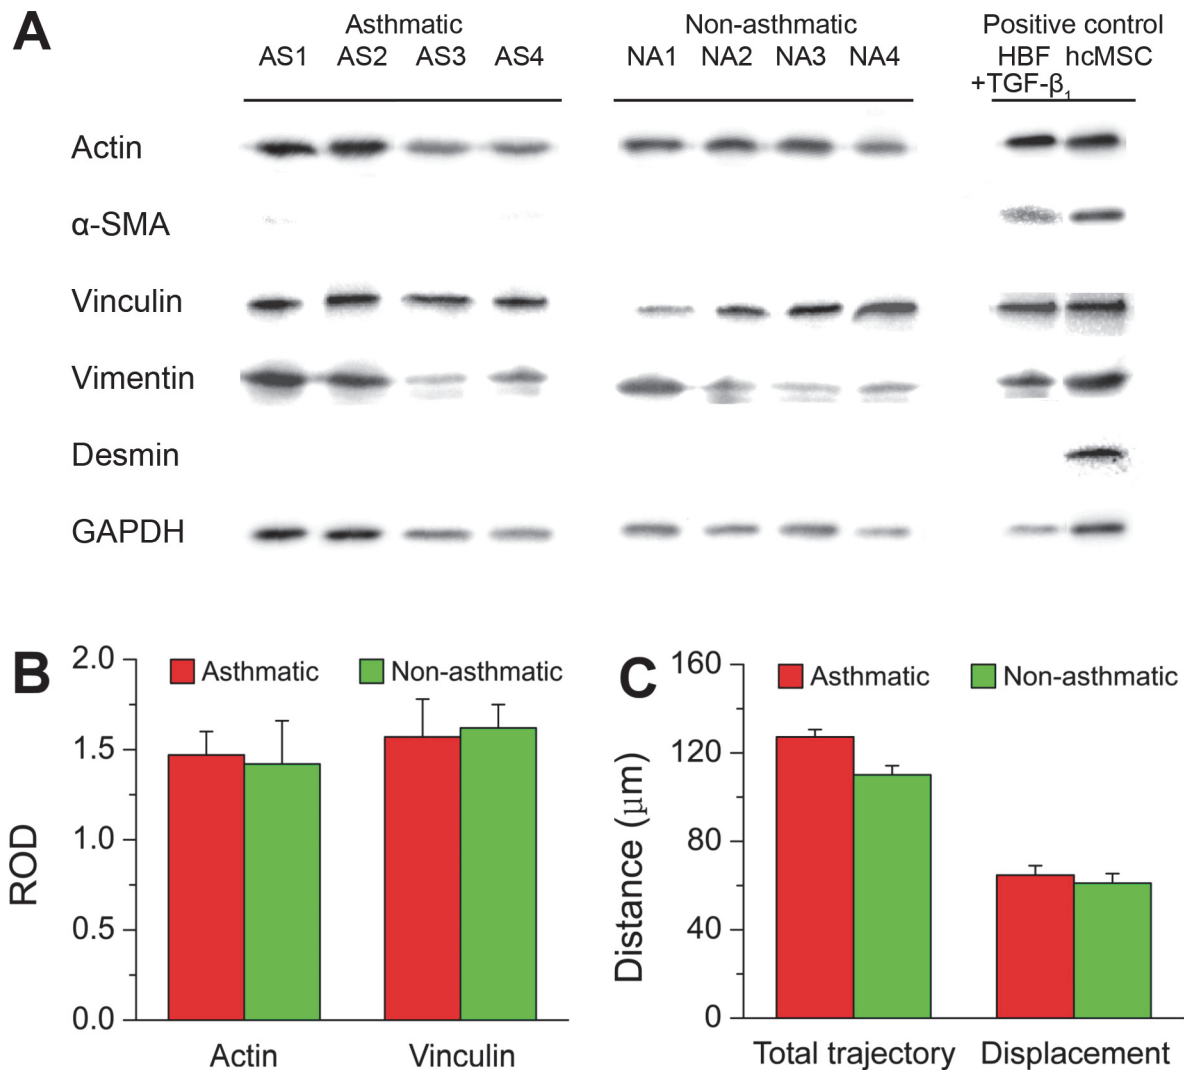 A
Asthmatic
AS1 AS2 AS3 AS4
Non-asthmatic
NA1 NA2 NA3 NA4
Positive control
HBF hcMSC
+TGF-β₁
Actin
α-SMA
Vinculin
Vimentin
Desmin
GAPDH
B
Asthmatic Non-asthmatic
2.0
1.5
1.0
0.5
0.0
ROD
Actin Vinculin
C
Asthmatic Non-asthmatic
160
120
80
40
0
Distance (μm)
Total trajectory Displacement